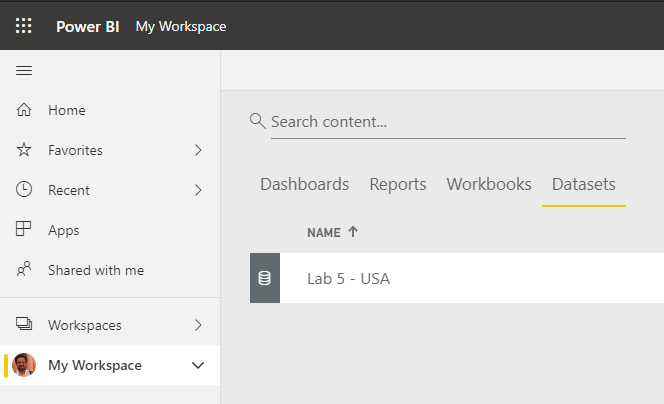 Power BI My Workspace
Home
Favorites
Recent
Apps
Shared with me
Workspaces
My Workspace
Search content...
Dashboards Reports Workbooks Datasets
NAME
Lab 5 - USA